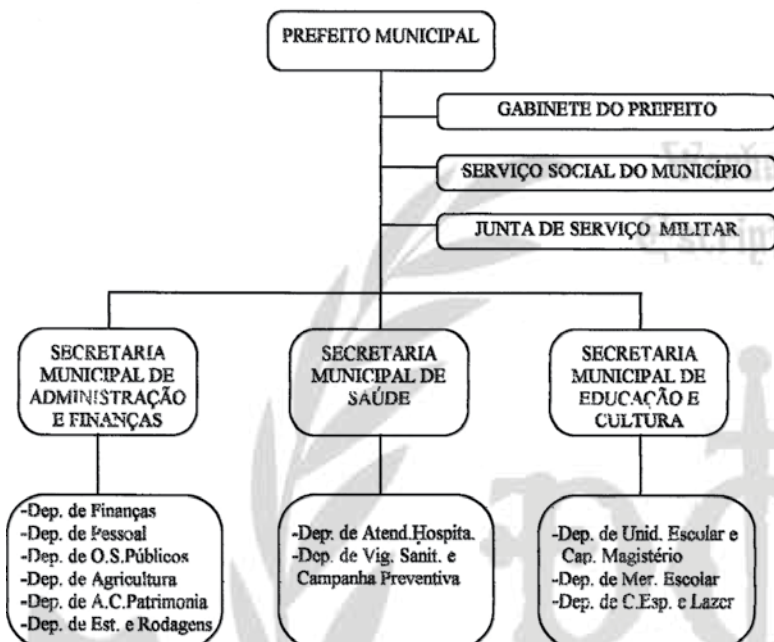 PREFEITO MUNICIPAL
GABINETE DO PREFEITO
SERVIÇO SOCIAL DO MUNICÍPIO
JUNTA DE SERVIÇO MILITAR
SECRETARIA
MUNICIPAL DE
ADMINISTRAÇÃO
E FINANÇAS
SECRETARIA
MUNICIPAL DE
SAÚDE
SECRETARIA
MUNICIPAL DE
EDUCAÇÃO E
CULTURA
-Dep. de Finanças
-Dep. de Pessoal
-Dep. de O.S.Públicos
-Dep. de Agricultura
-Dep. de A.C.Patrimonia
-Dep. de Est. e Rodagens
-Dep. de Atend.Hospita.
-Dep. de Vig. Sanit. e
Campanha Preventiva
-Dep. de Unid. Escolar e
Cap. Magistério
-Dep. de Mer. Escolar
-Dep. de C.Esp. e Lazer